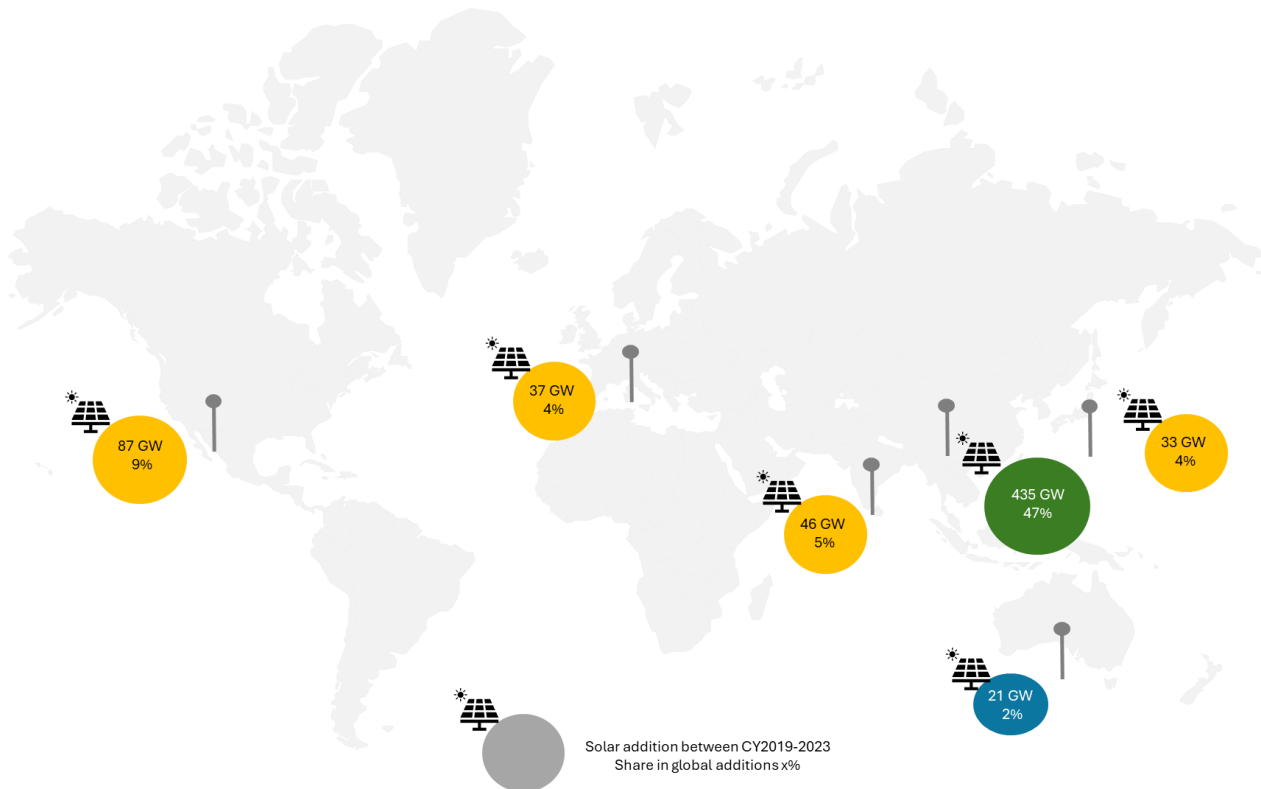 37 GW
4%
87 GW
9%
33 GW
4%
435 GW
47%
46 GW
5%
21 GW
2%
Solar addition between CY2019-2023
Share in global additions x%